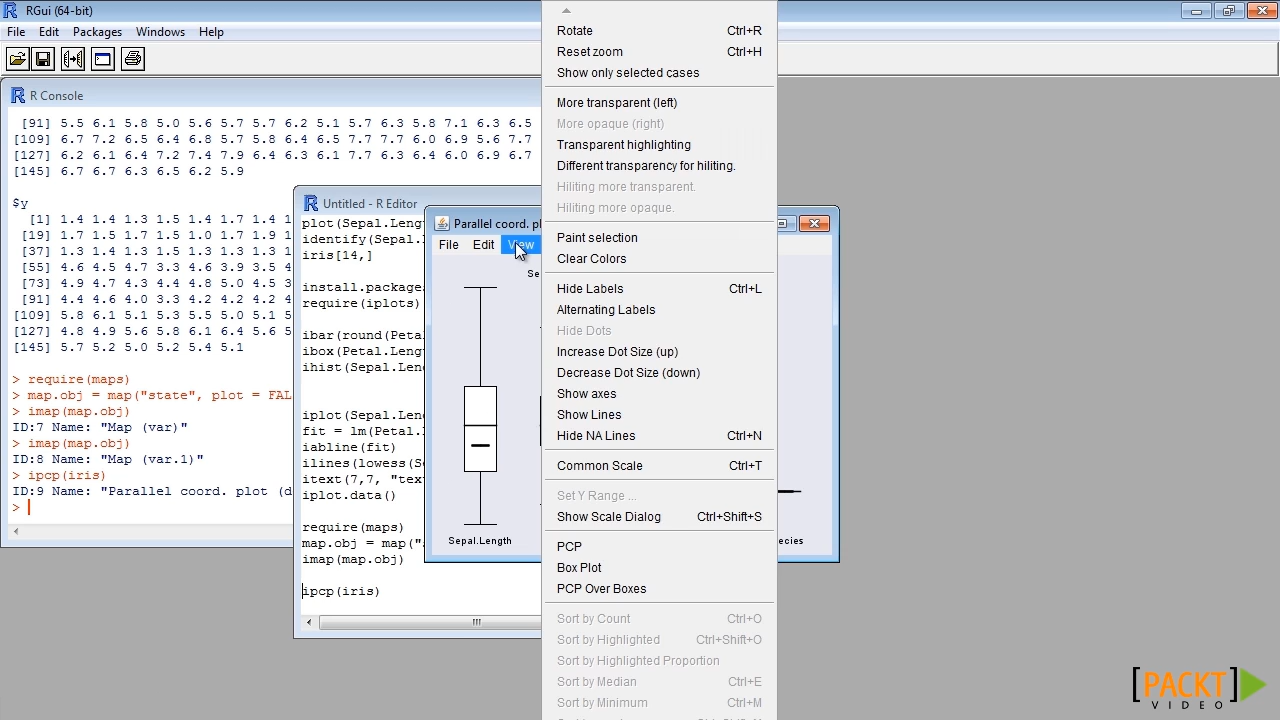 RGui (64-bit)
File Edit Packages Windows Help
R Console
[91] 5.5 6.1 5.8 5.0 5.6 5.7 5.7 6.2 5.1 5.7 6.3 5.8 7.1 6.3 6.5
[109] 6.7 7.2 6.5 6.4 6.8 5.7 5.8 6.4 6.5 7.7 7.7 6.0 6.9 5.6 7.7
[127] 6.2 6.1 6.4 7.2 7.4 7.9 6.4 6.3 6.1 7.7 6.3 6.4 6.0 6.9 6.7
[145] 6.7 6.7 6.3 6.5 6.2 5.9
$y
[1] 1.4 1.4 1.3 1.5 1.4 1.7 1.4 1
[19] 1.7 1.5 1.7 1.5 1.0 1.7 1.9 1
[37] 1.3 1.4 1.5 1.3 1.5 1.3 1.3 1
[55] 4.6 4.5 4.7 3.3 4.6 3.9 3.5 4
[73] 4.9 4.7 4.3 4.4 4.8 5.0 4.5 3
[91] 4.4 4.6 4.0 3.3 4.2 4.2 4.2 4
[109] 5.8 6.1 5.1 5.3 5.5 5.0 5.1 5
[127] 4.8 4.9 5.6 5.8 6.1 6.4 5.6 5
[145] 5.7 5.2 5.0 5.2 5.4 5.1
> require(maps)
> map.obj = map("state", plot = FAL
> imap(map.obj)
ID:7 Name: "Map (var)"
> imap(map.obj)
ID:8 Name: "Map (var.1)"
> ipcp(iris)
ID:9 Name: "Parallel coord. plot (d
>
Untitled - R Editor
plot(Sepal.Leng
identify(Sepal.
iris[14,]
install.package
require(iplots)
ibar(round(Peta
ibox(Petal.Leng
ihist(Sepal.Len
iplot(Sepal.Len
fit = lm(Petal.
iabline(fit)
ilines(lowess(S
itext(7,7, "tex
iplot.data()
require(maps)
map.obj = map("
imap(map.obj)
ipcp(iris)
Parallel coord. pl
File Edit View
Se
Sepal.Length
ecies
Rotate Ctrl+R
Reset zoom Ctrl+H
Show only selected cases
More transparent (left)
More opaque (right)
Transparent highlighting
Different transparency for hiliting.
Hiliting more transparent.
Hiliting more opaque.
Paint selection
Clear Colors
Hide Labels Ctrl+L
Alternating Labels
Hide Dots
Increase Dot Size (up)
Decrease Dot Size (down)
Show axes
Show Lines
Hide NA Lines Ctrl+N
Common Scale Ctrl+T
Set Y Range ...
Show Scale Dialog Ctrl+Shift+S
PCP
Box Plot
PCP Over Boxes
Sort by Count Ctrl+O
Sort by Highlighted Ctrl+Shift+O
Sort by Highlighted Proportion
Sort by Median Ctrl+E
Sort by Minimum Ctrl+M
[PACKT]
VIDEO